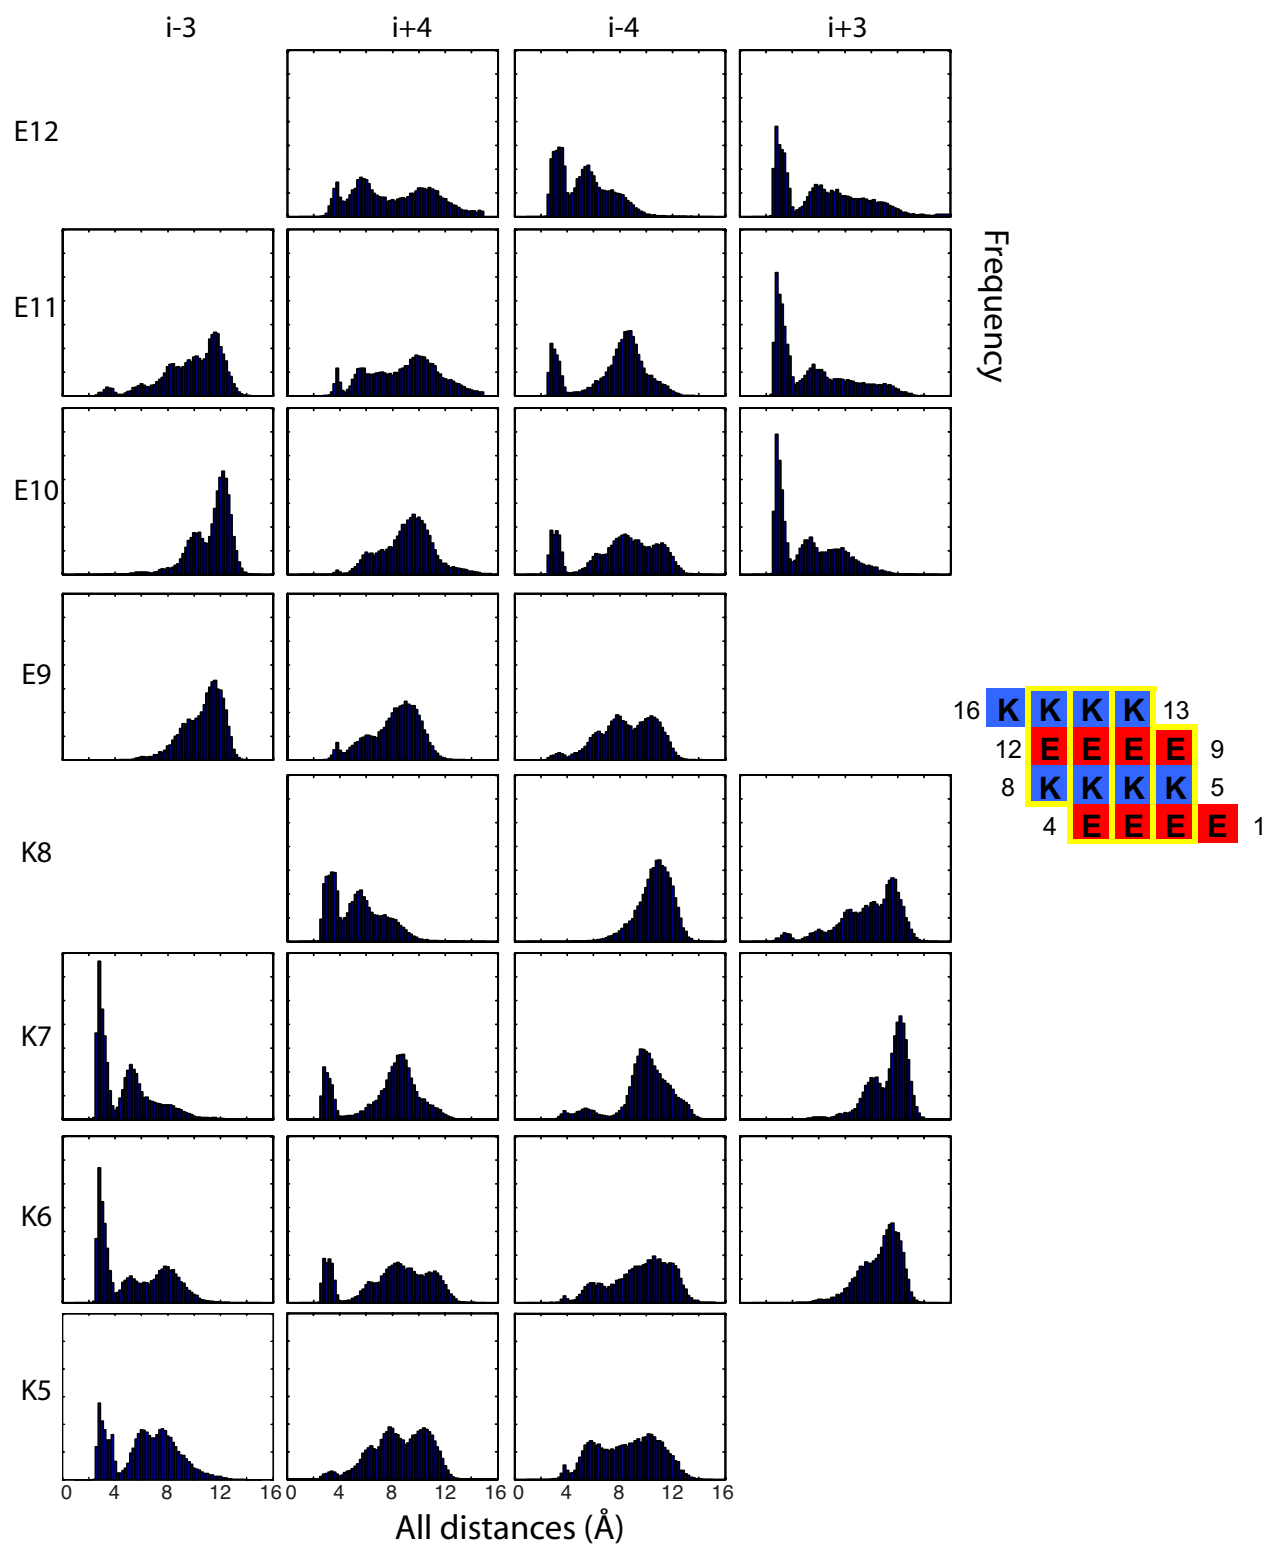 i-3 i+4 i-4 i+3
E12
Frequency
E11
E10
E9
16 K K K K 13
12 E E E E 9
8 K K K K 5
4 E E E E 1
K8
K7
K6
K5
0 4 8 12 16 0 4 8 12 16 0 4 8 12 16
All distances (Å)